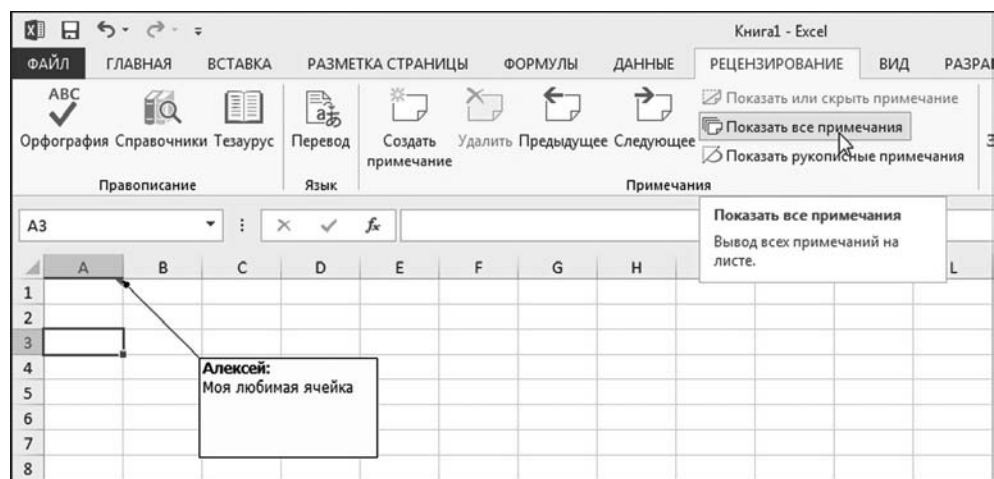 Книга1 - Excel
ФАЙЛ ГЛАВНАЯ ВСТАВКА РАЗМЕТКА СТРАНИЦЫ ФОРМУЛЫ ДАННЫЕ РЕЦЕНЗИРОВАНИЕ ВИД РАЗРА
ABC
Орфография Справочники Тезаурус
Правописание
Перевод
Язык
Создать примечание
Удалить Предыдущее Следующее
Показать или скрыть примечание
Показать все примечания
Показать рукописные примечания
Примечания
Показать все примечания
Вывод всех примечаний на
листе.
A3
fx
A B C D E F G H L
1
2
3
4
5
6
7
8
Алексей:
Моя любимая ячейка